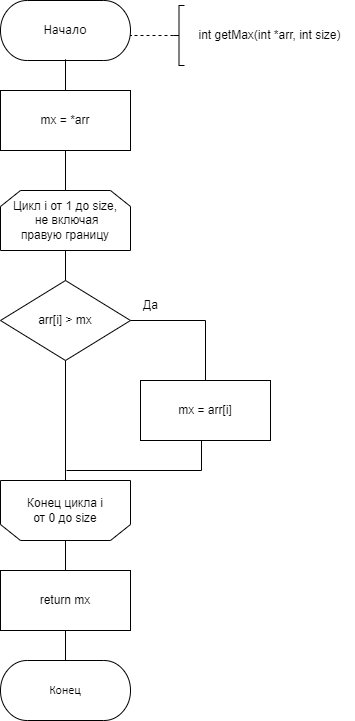 Начало
int getMax(int *arr, int size)
mx = *arr
Цикл i от 1 до size,
не включая
правую границу
arr[i] > mx
Да
mx = arr[i]
Конец цикла i
от 0 до size
return mx
Конец